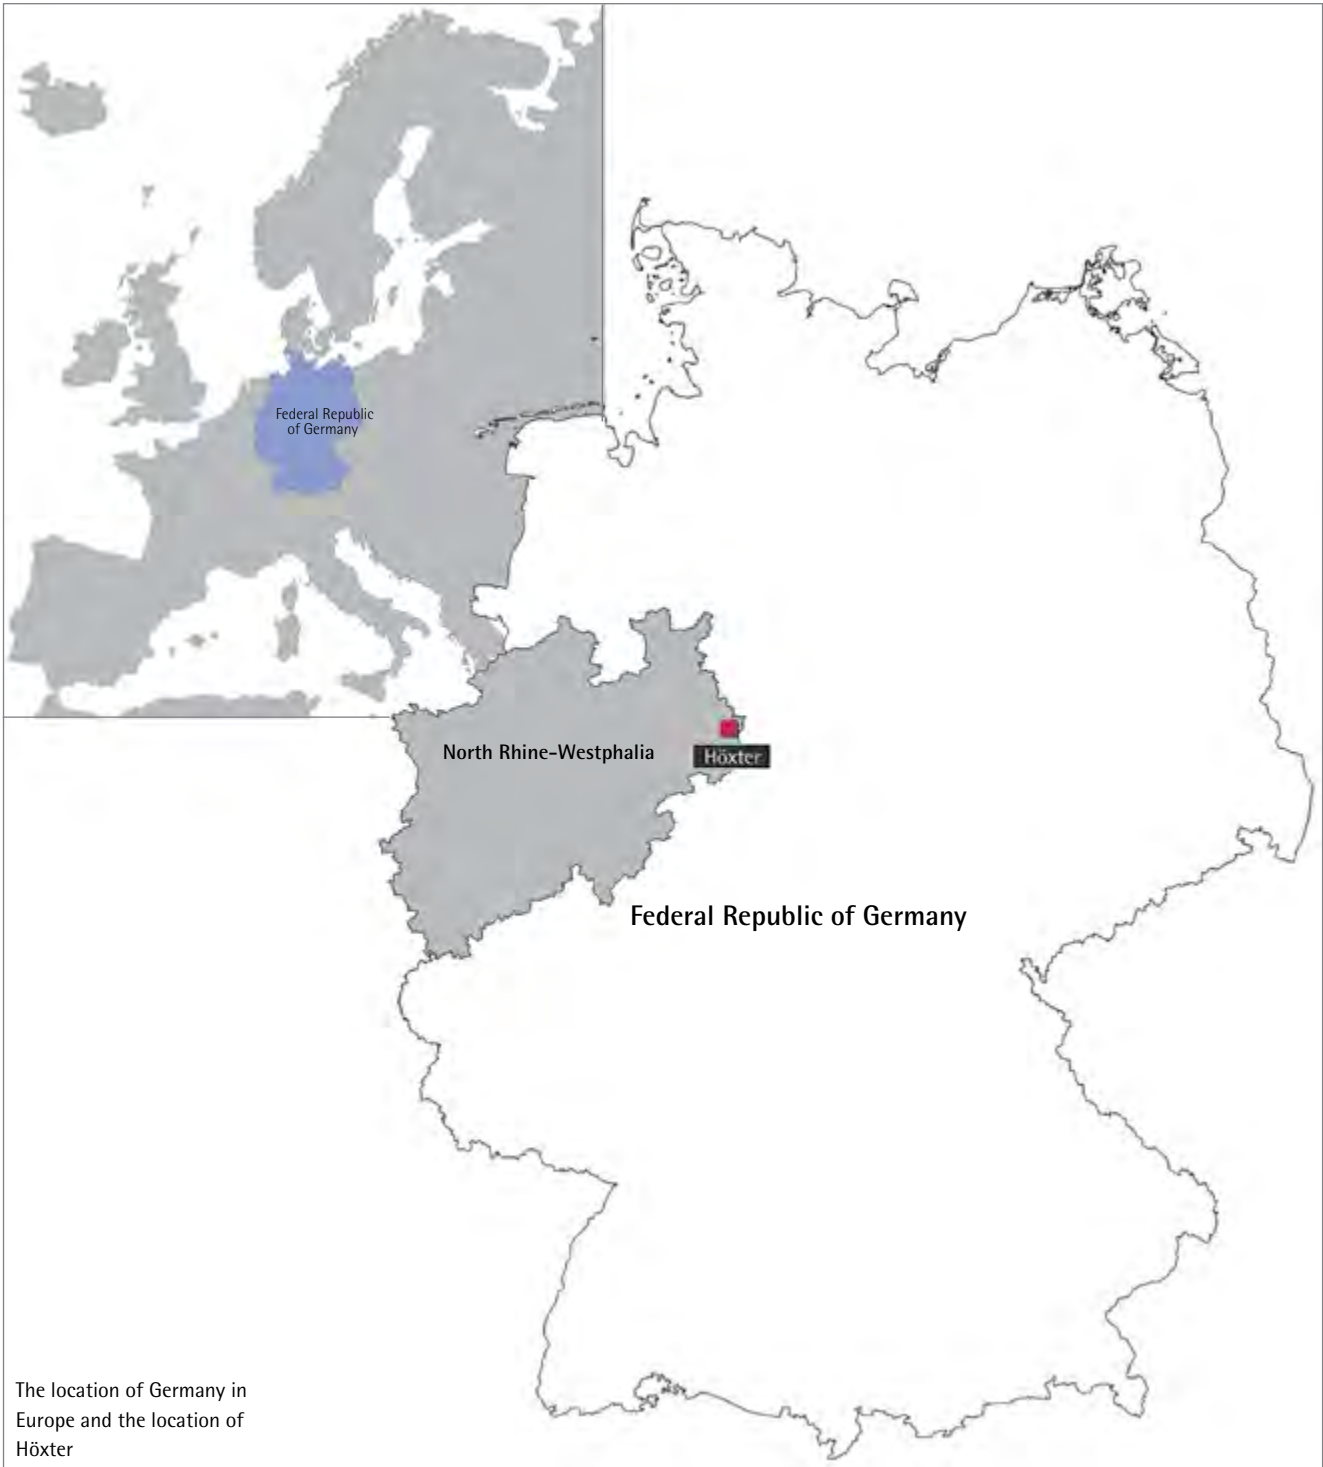 Federal Republic
of Germany
North Rhine-Westphalia
Höxter
Federal Republic of Germany
The location of Germany in
Europe and the location of
Höxter